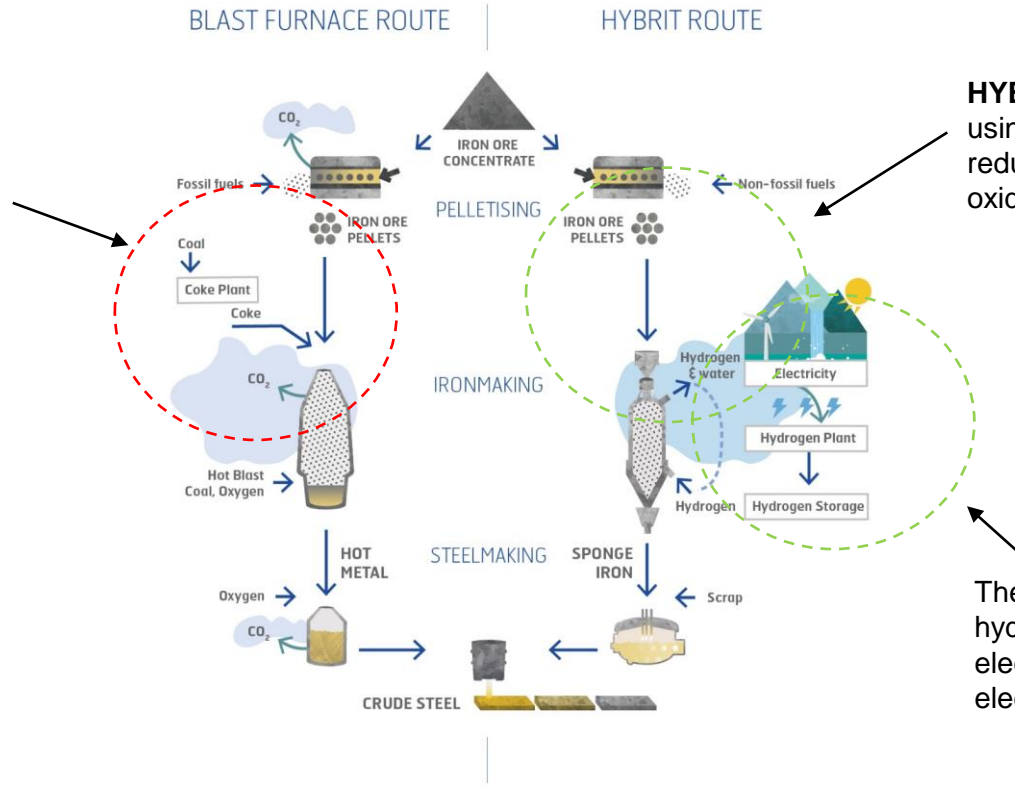 BLAST FURNACE ROUTE
HYBRIT ROUTE
CO2
IRON ORE
CONCENTRATE
Fossil fuels
Non-fossil fuels
PELLETISING
IRON ORE
PELLETS
IRON ORE
PELLETS
Coal
Coke Plant
Coke
CO2
IRONMAKING
Hydrogen
& water
Electricity
Hydrogen Plant
Hot Blast
Coal, Oxygen
Hydrogen
Hydrogen Storage
HOT
METAL
STEELMAKING
SPONGE
IRON
Oxygen
Scrap
CO2
CRUDE STEEL
The